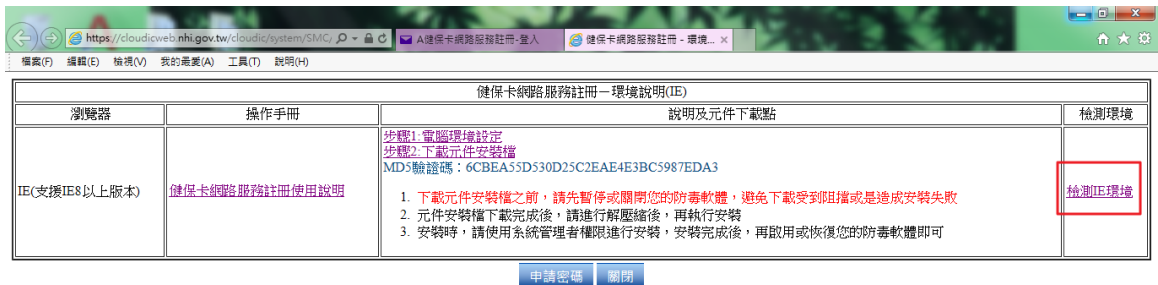 https://cloudicweb.nhi.gov.tw/cloudic/system/SMC/
A健保卡網路服務註冊-登入
健保卡網路服務註冊 - 環境...
檔案(F) 編輯(E) 檢視(V) 我的最愛(A) 工具(T) 說明(H)
健保卡網路服務註冊－環境說明(IE)
瀏覽器 操作手冊 說明及元件下載點 檢測環境
步驟1:電腦環境設定
步驟2:下載元件安裝檔
MD5驗證碼：6CBEA55D530D25C2EAE4E3BC5987EDA3
IE(支援IE8以上版本) 健保卡網路服務註冊使用說明
1. 下載元件安裝檔之前，請先暫停或關閉您的防毒軟體，避免下載受到阻擋或是造成安裝失敗
2. 元件安裝檔下載完成後，請進行解壓縮後，再執行安裝
3. 安裝時，請使用系統管理者權限進行安裝，安裝完成後，再啟用或恢復您的防毒軟體即可
檢測IE環境
申請密碼 關閉